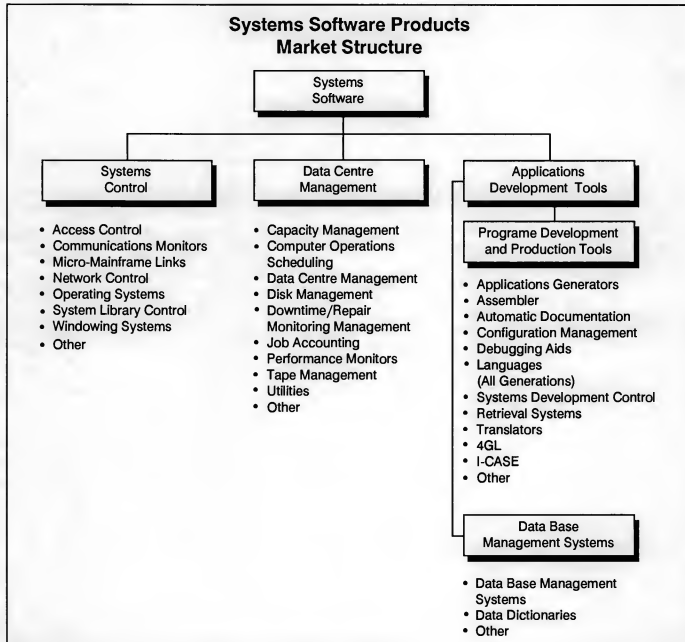 Systems Software Products
Market Structure
Systems
Software
Systems
Control
• Access Control
• Communications Monitors
• Micro-Mainframe Links
• Network Control
• Operating Systems
• System Library Control
• Windowing Systems
• Other
Data Centre
Management
• Capacity Management
• Computer Operations
Scheduling
• Data Centre Management
• Disk Management
• Downtime/Repair
Monitoring Management
• Job Accounting
• Performance Monitors
• Tape Management
• Utilities
• Other
Applications
Development Tools
Programe Development
and Production Tools
• Applications Generators
• Assembler
• Automatic Documentation
• Configuration Management
• Debugging Aids
• Languages
(All Generations)
• Systems Development Control
• Retrieval Systems
• Translators
• 4GL
• I-CASE
• Other
Data Base
Management Systems
• Data Base Management
Systems
• Data Dictionaries
• Other